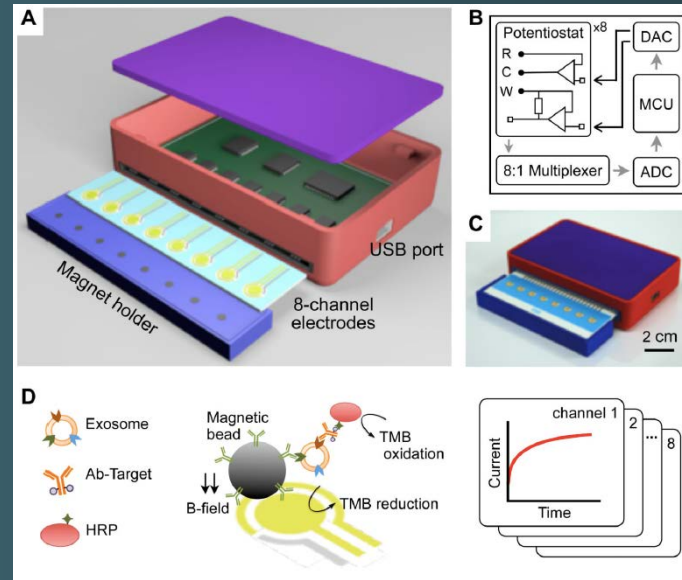 A
Magnet holder
8-channel
electrodes
USB port
B
Potentiostat
x8
R
C
W
DAC
MCU
ADC
8:1 Multiplexer
C
2 cm
D
Exosome
Ab-Target
HRP
Magnetic
bead
B-field
TMB
oxidation
TMB reduction
channel 1
2
...
8
Current
Time